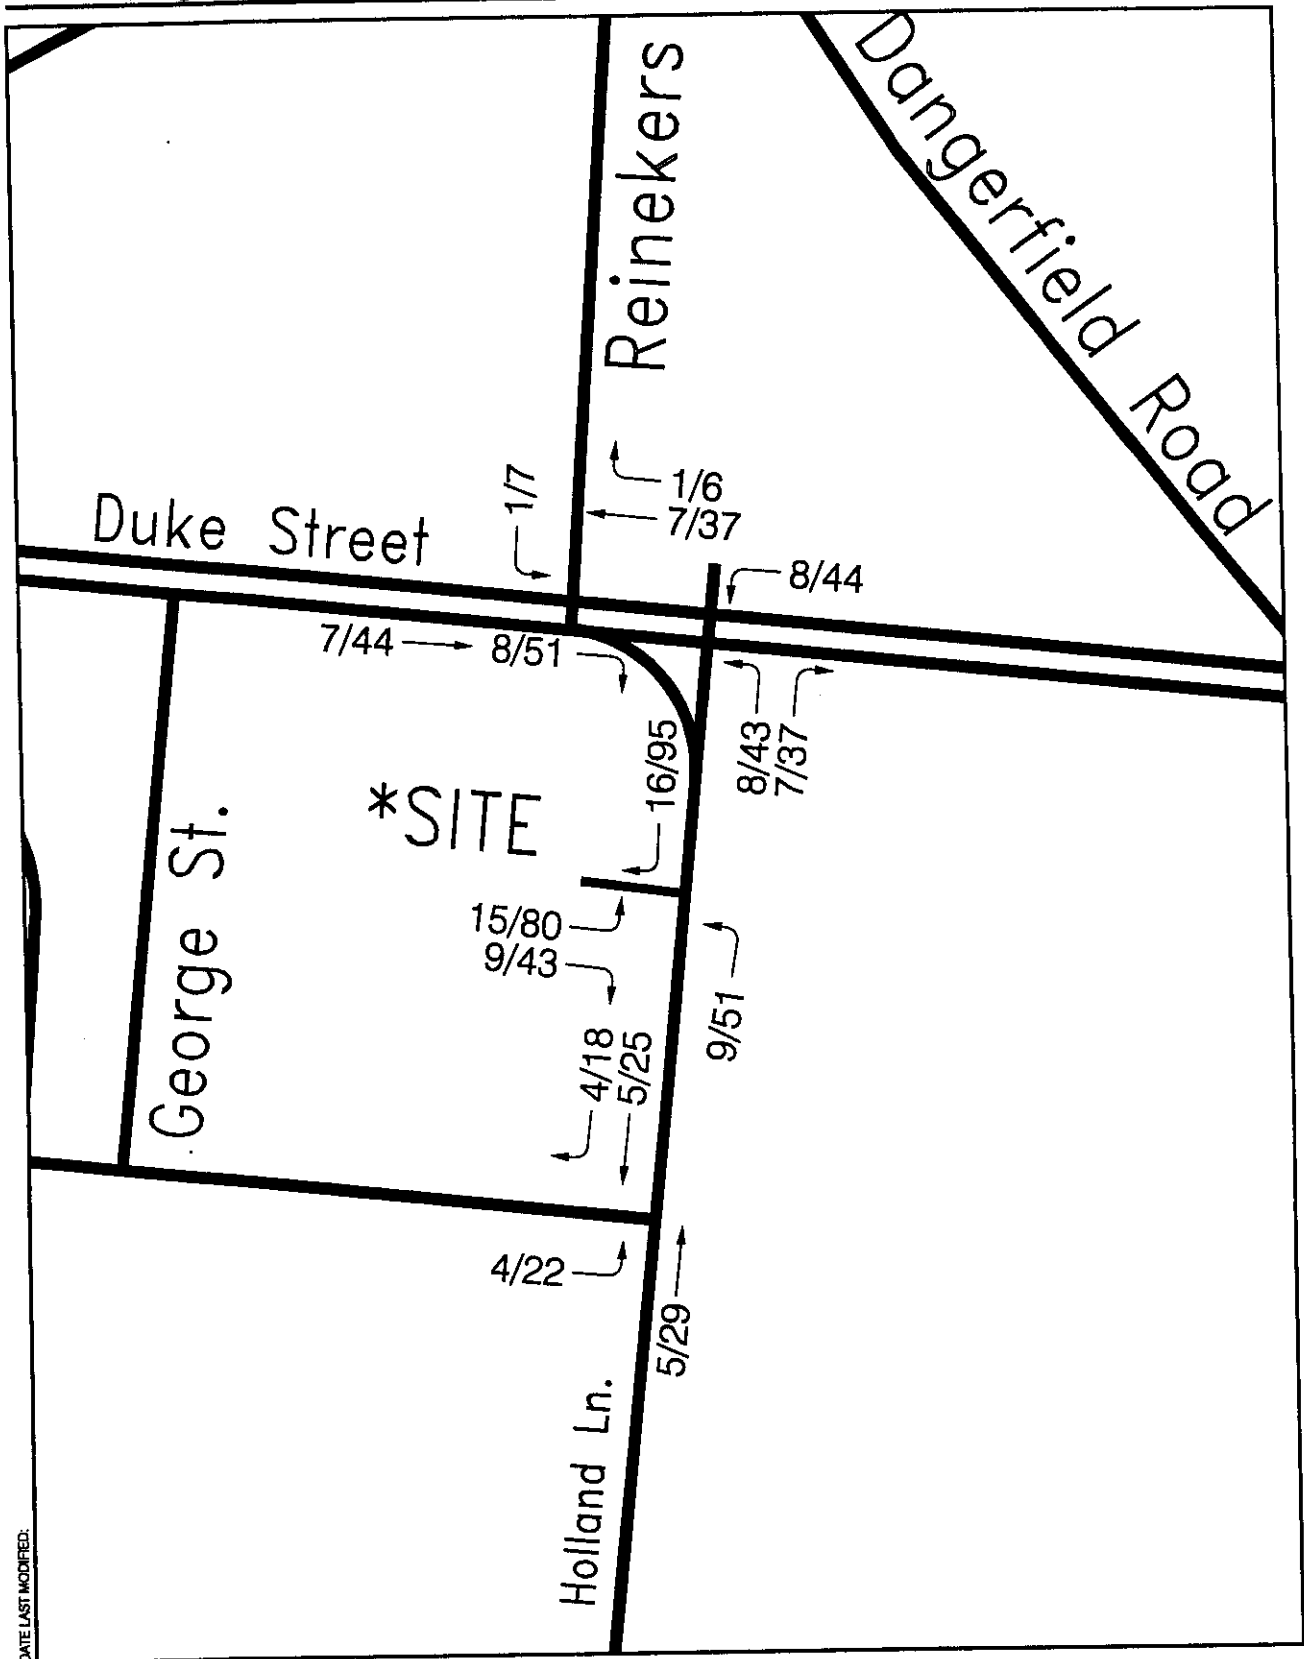 Reinekers
Dangerfield Road
Duke Street
1/7
1/6
7/37
8/44
7/44
8/51
16/95
8/43
7/37
*SITE
George St.
15/80
9/43
4/18
5/25
9/51
4/22
5/29
Holland Ln.
DATE LAST MODIFIED: